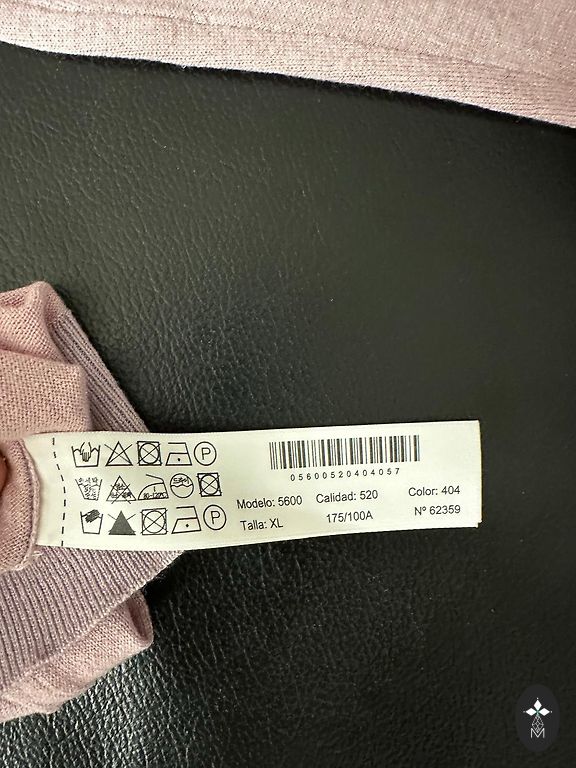 05600520404057
Modelo: 5600 Calidad: 520 Color: 404
Talla: XL 175/100A Nº 62359
P
P
M